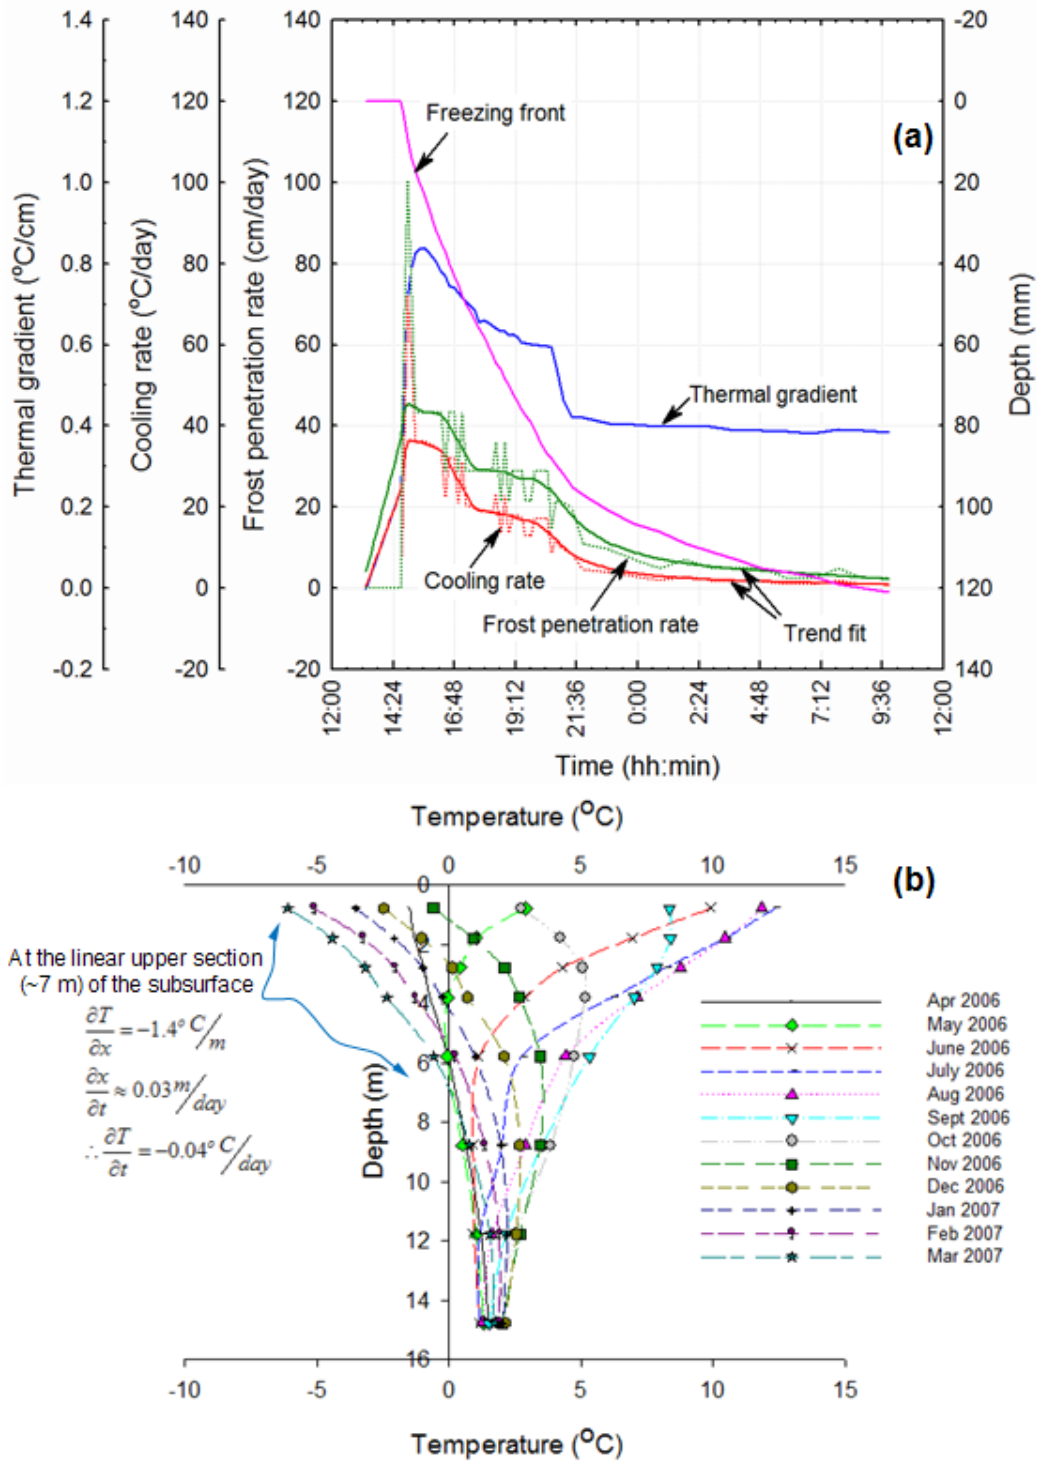 1.4
1.2
1.0
0.8
0.6
0.4
0.2
0.0
-0.2
Thermal gradient (°C/cm)
140
120
100
80
60
40
20
0
-20
Cooling rate (°C/day)
140
120
100
80
60
40
20
0
-20
Frost penetration rate (cm/day)
(a)
Freezing front
Thermal gradient
Cooling rate
Frost penetration rate
Trend fit
-20
0
20
40
60
80
100
120
140
Depth (mm)
12:00
14:24
16:48
19:12
21:36
0:00
2:24
4:48
7:12
9:36
12:00
Time (hh:min)
Temperature (°C)
-10 -5 0 5 10 15
(b)
0
2
4
6
8
10
12
14
16
Depth (m)
At the linear upper section
(~7 m) of the subsurface
∂T/∂x = -1.4° C/m
∂x/∂t ≈ 0.03 m/day
∴ ∂T/∂t = -0.04° C/day
Apr 2006
May 2006
June 2006
July 2006
Aug 2006
Sept 2006
Oct 2006
Nov 2006
Dec 2006
Jan 2007
Feb 2007
Mar 2007
-10 -5 0 5 10 15
Temperature (°C)